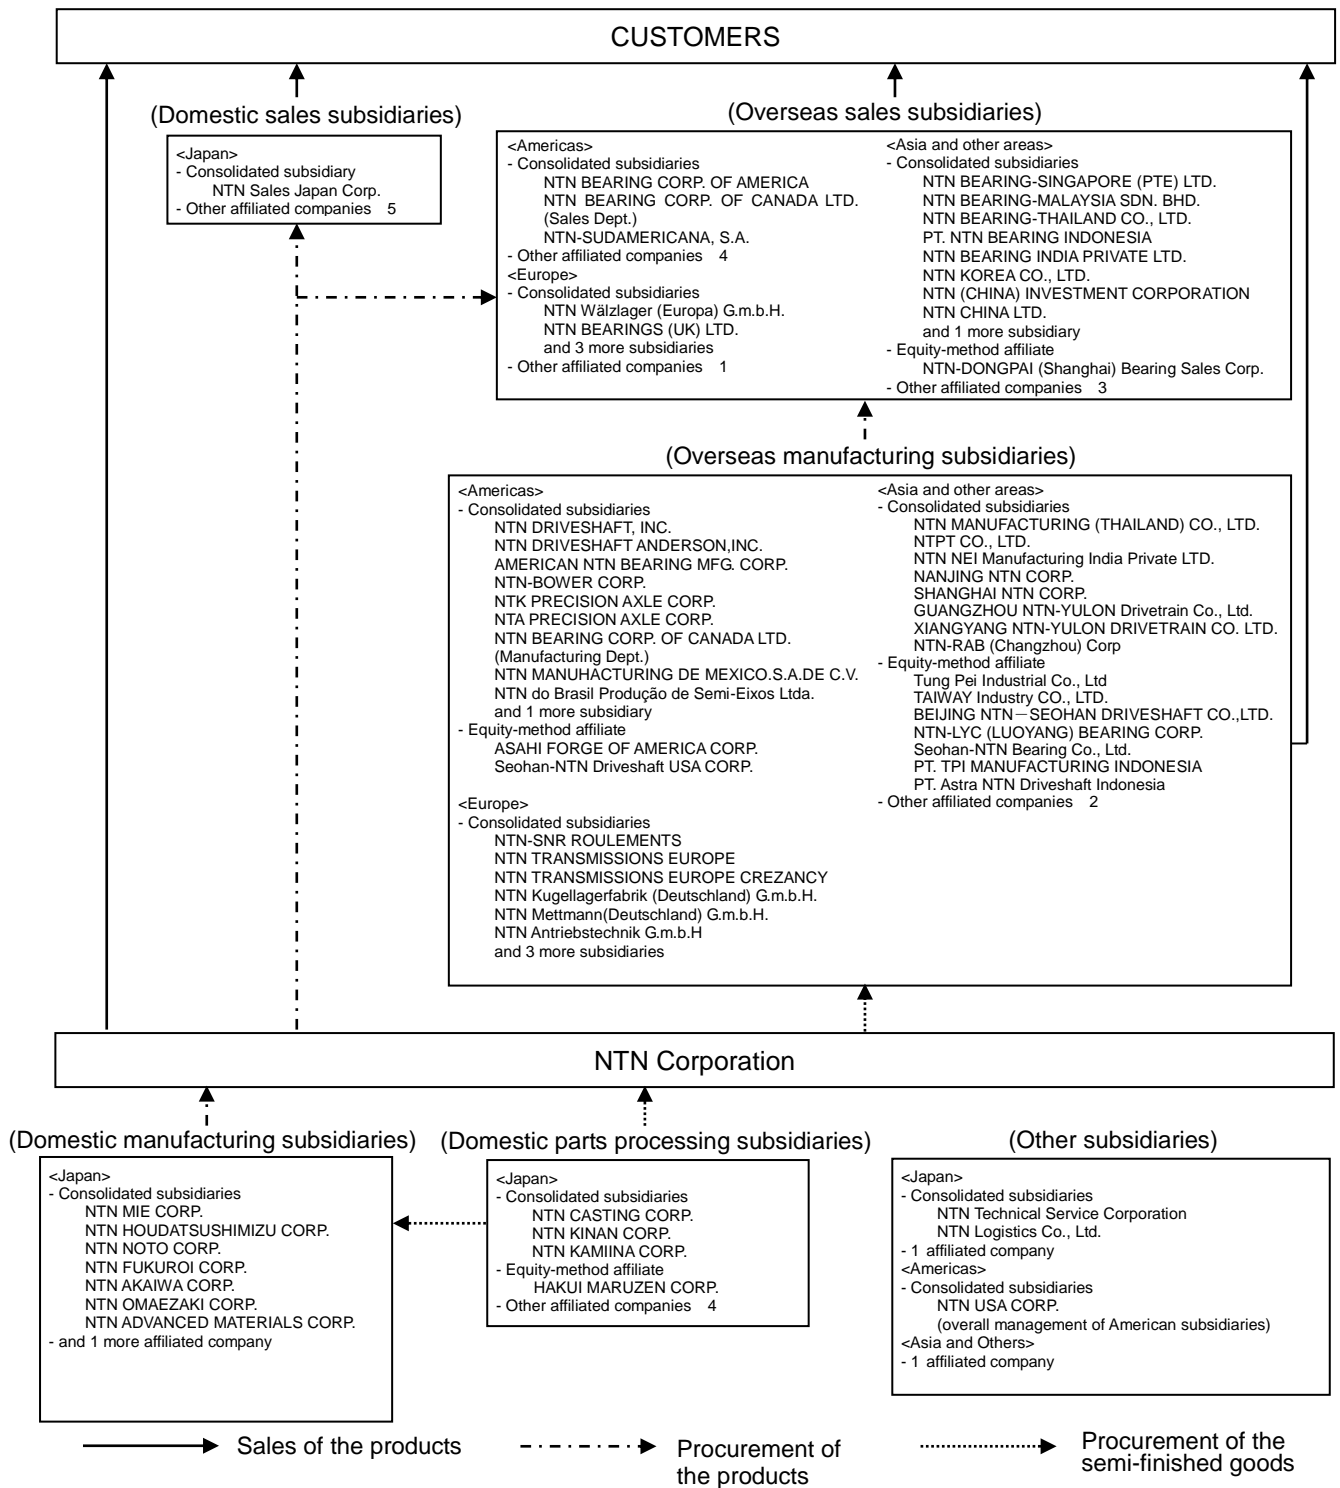 CUSTOMERS
(Domestic sales subsidiaries)
<Japan>
- Consolidated subsidiary
NTN Sales Japan Corp.
- Other affiliated companies 5
(Overseas sales subsidiaries)
<Americas>
- Consolidated subsidiaries
NTN BEARING CORP. OF AMERICA
NTN BEARING CORP. OF CANADA LTD.
(Sales Dept.)
NTN-SUDAMERICANA, S.A.
- Other affiliated companies 4
<Europe>
- Consolidated subsidiaries
NTN Wälzlager (Europa) G.m.b.H.
NTN BEARINGS (UK) LTD.
and 3 more subsidiaries
- Other affiliated companies 1
<Asia and other areas>
- Consolidated subsidiaries
NTN BEARING-SINGAPORE (PTE) LTD.
NTN BEARING-MALAYSIA SDN. BHD.
NTN BEARING-THAILAND CO., LTD.
PT. NTN BEARING INDONESIA
NTN BEARING INDIA PRIVATE LTD.
NTN KOREA CO., LTD.
NTN (CHINA) INVESTMENT CORPORATION
NTN CHINA LTD.
and 1 more subsidiary
- Equity-method affiliate
NTN-DONGPAI (Shanghai) Bearing Sales Corp.
- Other affiliated companies 3
(Overseas manufacturing subsidiaries)
<Americas>
- Consolidated subsidiaries
NTN DRIVESHAFT, INC.
NTN DRIVESHAFT ANDERSON,INC.
AMERICAN NTN BEARING MFG. CORP.
NTN-BOWER CORP.
NTK PRECISION AXLE CORP.
NTA PRECISION AXLE CORP.
NTN BEARING CORP. OF CANADA LTD.
(Manufacturing Dept.)
NTN MANUHACTURING DE MEXICO.S.A.DE C.V.
NTN do Brasil Produção de Semi-Eixos Ltda.
and 1 more subsidiary
- Equity-method affiliate
ASAHI FORGE OF AMERICA CORP.
Seohan-NTN Driveshaft USA CORP.
<Europe>
- Consolidated subsidiaries
NTN-SNR ROULEMENTS
NTN TRANSMISSIONS EUROPE
NTN TRANSMISSIONS EUROPE CREZANCY
NTN Kugellagerfabrik (Deutschland) G.m.b.H.
NTN Mettmann(Deutschland) G.m.b.H.
NTN Antriebstechnik G.m.b.H
and 3 more subsidiaries
<Asia and other areas>
- Consolidated subsidiaries
NTN MANUFACTURING (THAILAND) CO., LTD.
NTPT CO., LTD.
NTN NEI Manufacturing India Private LTD.
NANJING NTN CORP.
SHANGHAI NTN CORP.
GUANGZHOU NTN-YULON Drivetrain Co., Ltd.
XIANGYANG NTN-YULON DRIVETRAIN CO. LTD.
NTN-RAB (Changzhou) Corp
- Equity-method affiliate
Tung Pei Industrial Co., Ltd
TAIWAY Industry CO., LTD.
BEIJING NTN－SEOHAN DRIVESHAFT CO.,LTD.
NTN-LYC (LUOYANG) BEARING CORP.
Seohan-NTN Bearing Co., Ltd.
PT. TPI MANUFACTURING INDONESIA
PT. Astra NTN Driveshaft Indonesia
- Other affiliated companies 2
NTN Corporation
(Domestic manufacturing subsidiaries)
<Japan>
- Consolidated subsidiaries
NTN MIE CORP.
NTN HOUDATSUSHIMIZU CORP.
NTN NOTO CORP.
NTN FUKUROI CORP.
NTN AKAIWA CORP.
NTN OMAEZAKI CORP.
NTN ADVANCED MATERIALS CORP.
- and 1 more affiliated company
(Domestic parts processing subsidiaries)
<Japan>
- Consolidated subsidiaries
NTN CASTING CORP.
NTN KINAN CORP.
NTN KAMIINA CORP.
- Equity-method affiliate
HAKUI MARUZEN CORP.
- Other affiliated companies 4
(Other subsidiaries)
<Japan>
- Consolidated subsidiaries
NTN Technical Service Corporation
NTN Logistics Co., Ltd.
- 1 affiliated company
<Americas>
- Consolidated subsidiaries
NTN USA CORP.
(overall management of American subsidiaries)
<Asia and Others>
- 1 affiliated company
Sales of the products
Procurement of
the products
Procurement of the
semi-finished goods